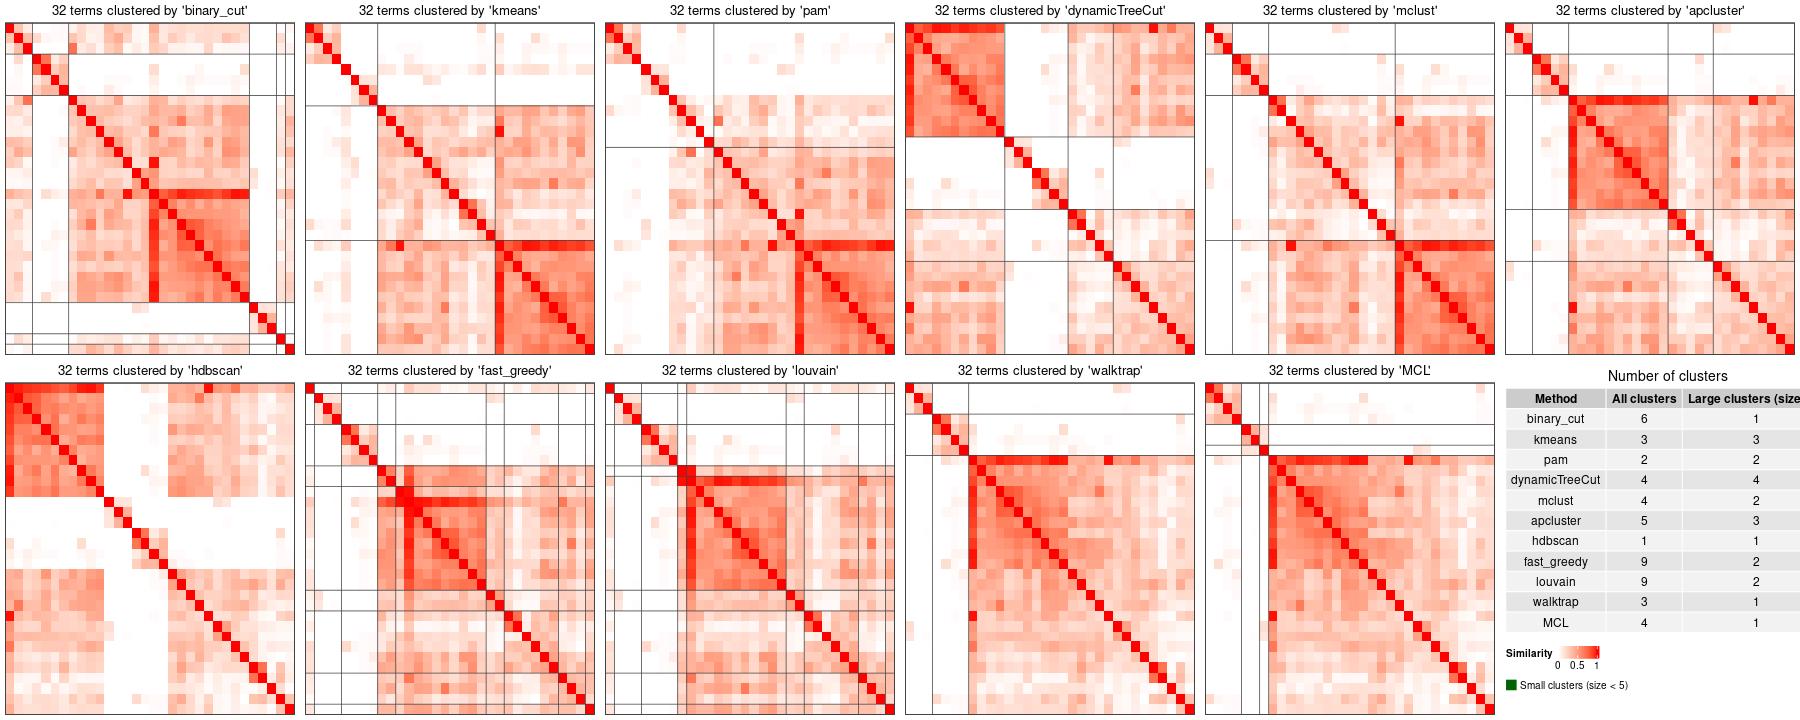 32 terms clustered by 'binary_cut'
32 terms clustered by 'kmeans'
32 terms clustered by 'pam'
32 terms clustered by 'dynamicTreeCut'
32 terms clustered by 'mclust'
32 terms clustered by 'apcluster'
32 terms clustered by 'hdbscan'
32 terms clustered by 'fast_greedy'
32 terms clustered by 'louvain'
32 terms clustered by 'walktrap'
32 terms clustered by 'MCL'
Number of clusters
Method All clusters Large clusters (size
binary_cut 6 1
kmeans 3 3
pam 2 2
dynamicTreeCut 4 4
mclust 4 2
apcluster 5 3
hdbscan 1 1
fast_greedy 9 2
louvain 9 2
walktrap 3 1
MCL 4 1
Similarity
0 0.5 1
Small clusters (size < 5)